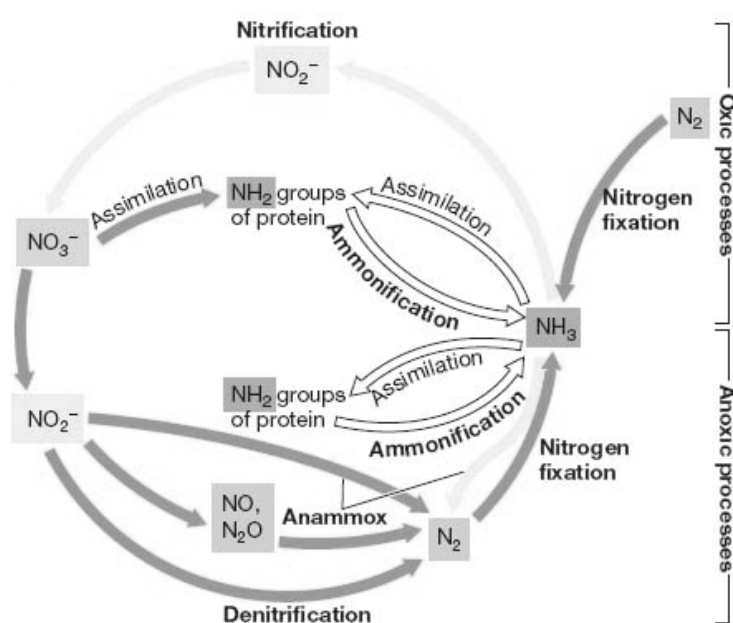 Nitrification
NO₂⁻
N₂
Oxic processes
Nitrogen
fixation
Assimilation
NH₂ groups
of protein
Assimilation
Ammonification
NO₃⁻
NH₃
NH₂ groups
of protein
Assimilation
Ammonification
NO₂⁻
Nitrogen
fixation
Anoxic processes
NO,
N₂O
Anammox
N₂
Denitrification